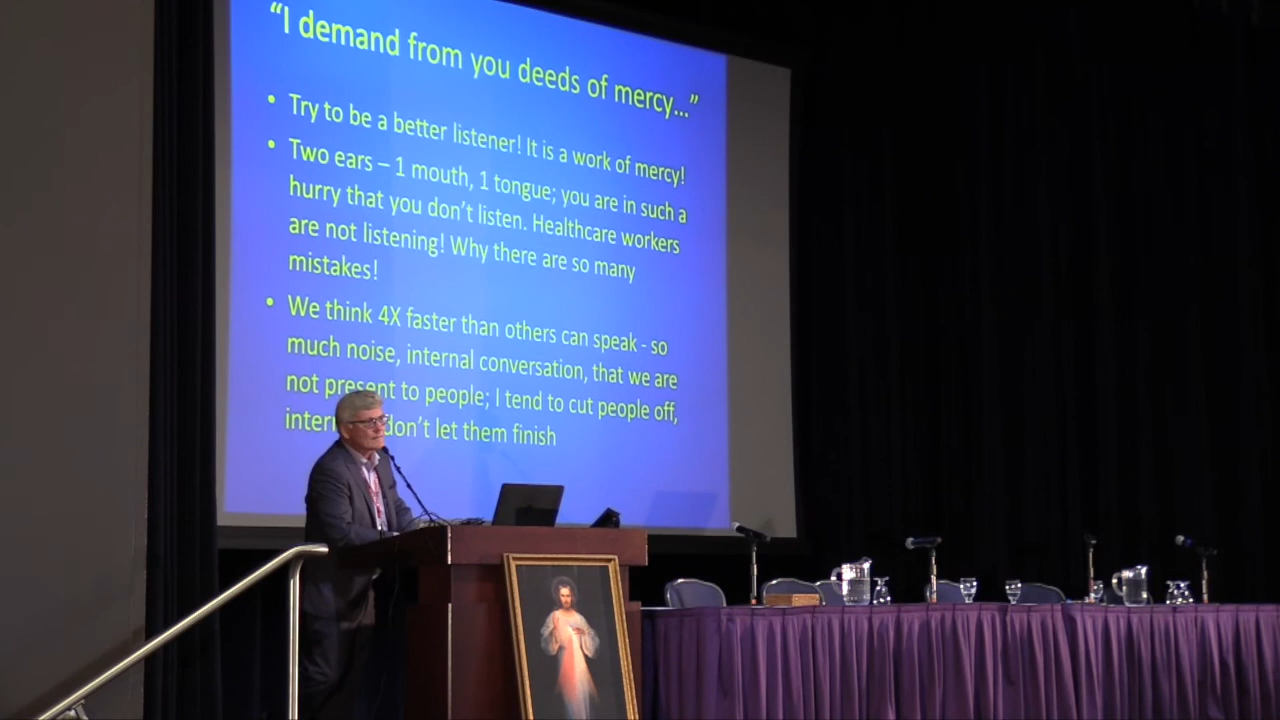 “I demand from you deeds of mercy...”
• Try to be a better listener! It is a work of mercy!
• Two ears – 1 mouth, 1 tongue; you are in such a
hurry that you don’t listen. Healthcare workers
are not listening! Why there are so many
mistakes!
• We think 4X faster than others can speak - so
much noise, internal conversation, that we are
not present to people; I tend to cut people off,
don’t let them finish